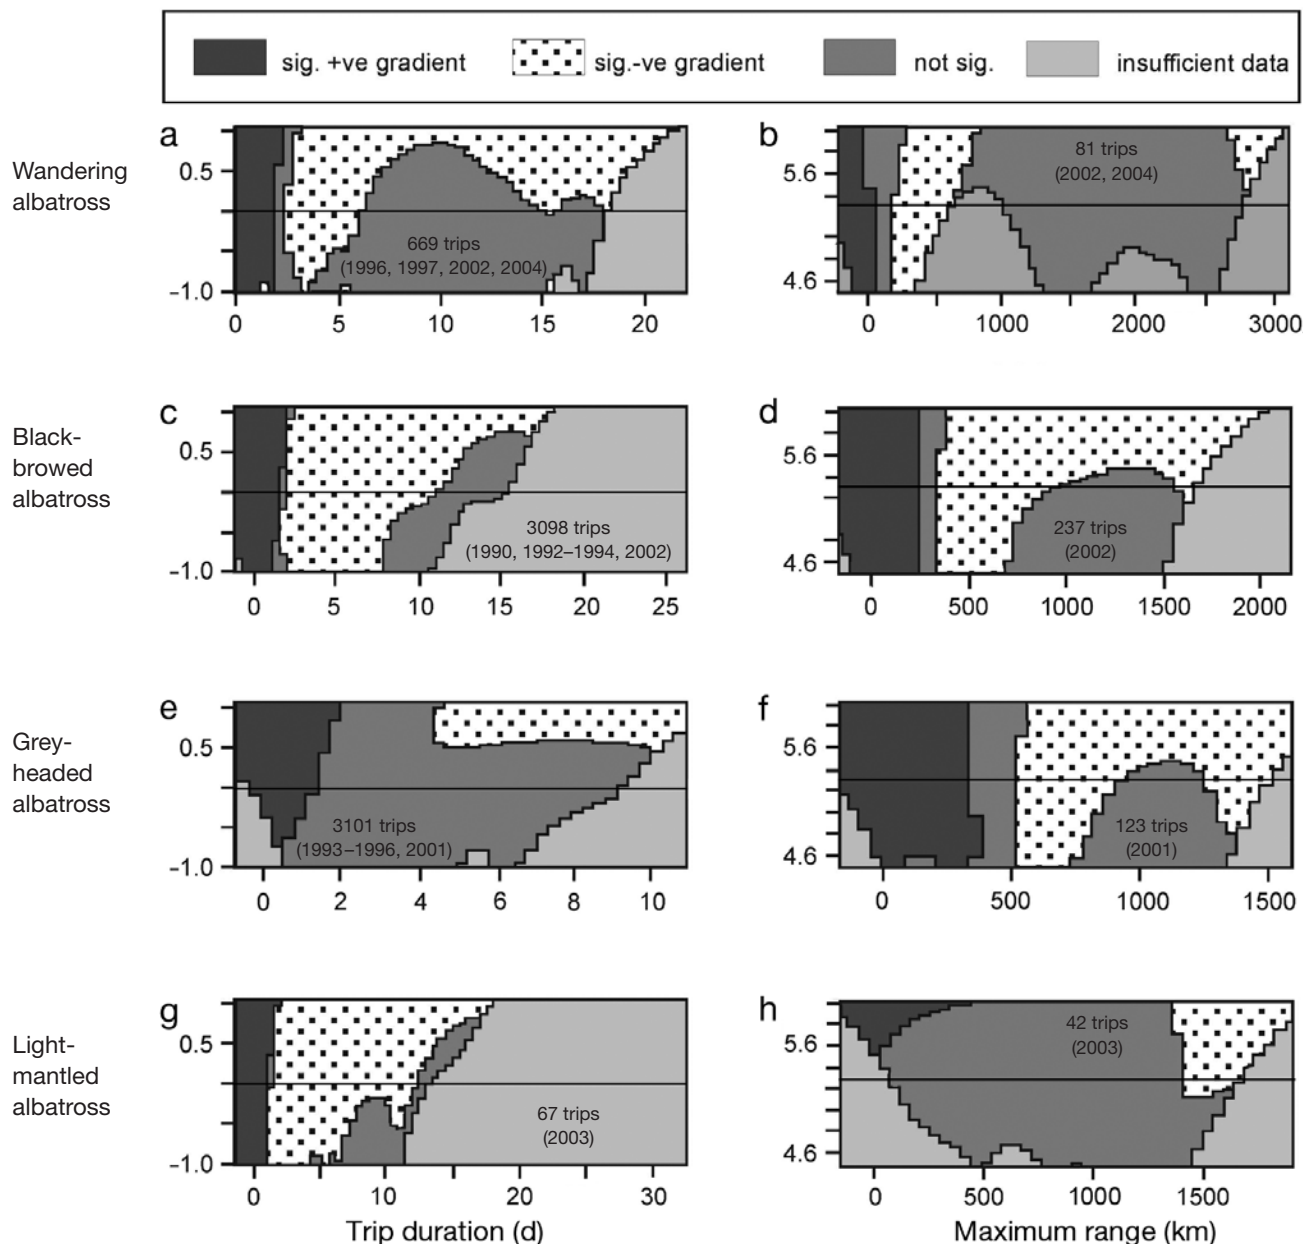 sig. +ve gradient sig.-ve gradient not sig. insufficient data
Wandering
albatross
a
0.5
-1.0
669 trips
(1996, 1997, 2002, 2004)
0 5 10 15 20
b
5.6
4.6
81 trips
(2002, 2004)
0 1000 2000 3000
Black-
browed
albatross
c
0.5
-1.0
3098 trips
(1990, 1992–1994, 2002)
0 5 10 15 20 25
d
5.6
4.6
237 trips
(2002)
0 500 1000 1500 2000
Grey-
headed
albatross
e
0.5
-1.0
3101 trips
(1993–1996, 2001)
0 2 4 6 8 10
f
5.6
4.6
123 trips
(2001)
0 500 1000 1500
Light-
mantled
albatross
g
0.5
-1.0
67 trips
(2003)
0 10 20 30
Trip duration (d)
h
5.6
4.6
42 trips
(2003)
0 500 1000 1500
Maximum range (km)